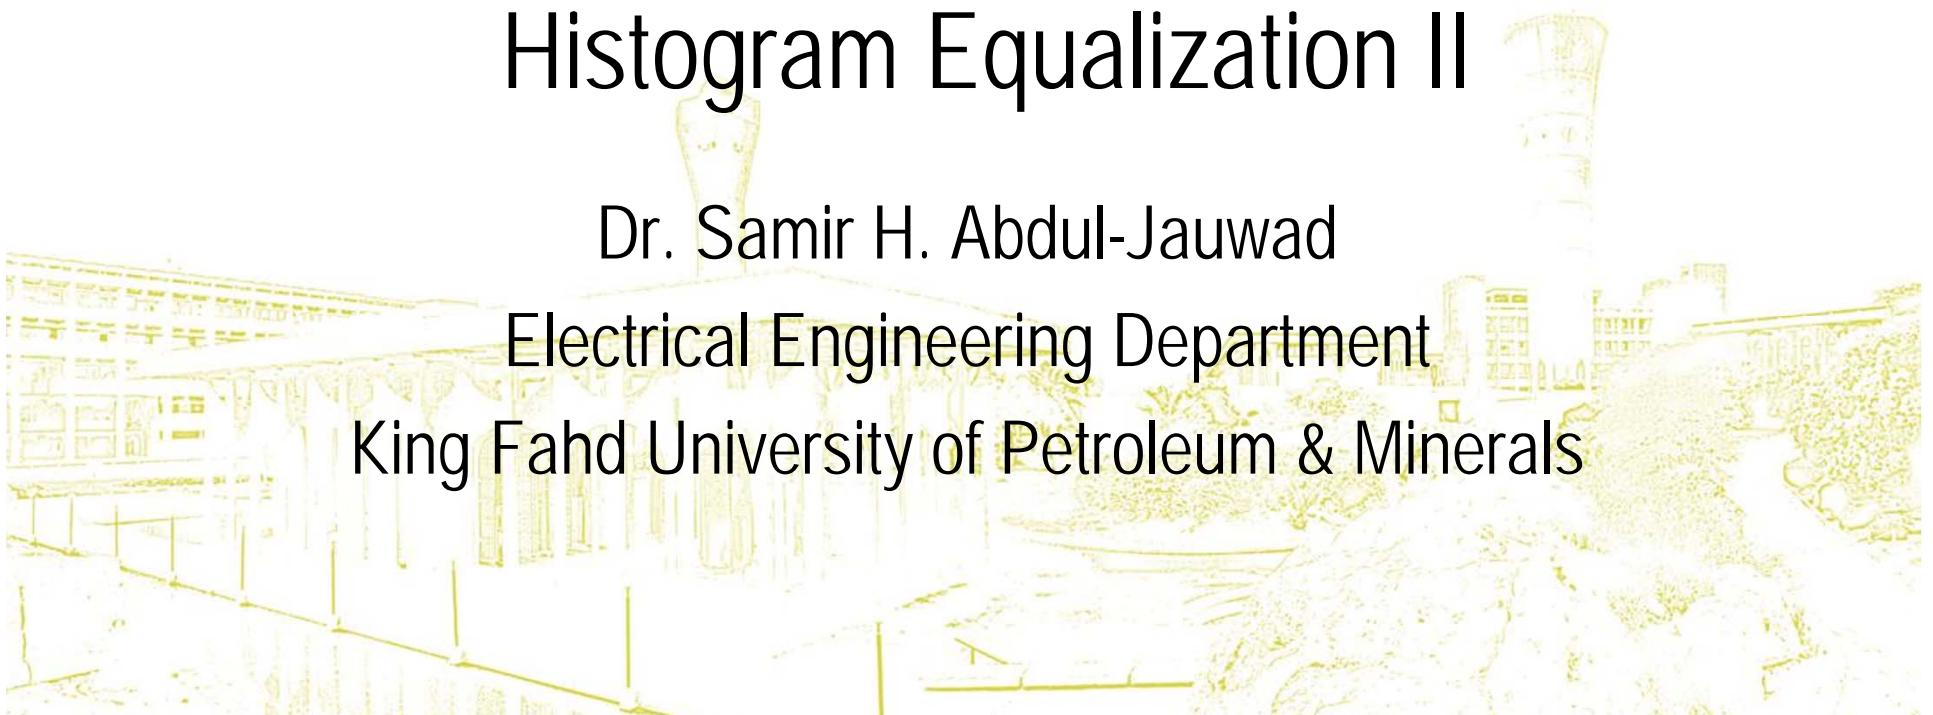 Histogram Equalization II
Dr. Samir H. Abdul-Jauwad
Electrical Engineering Department
King Fahd University of Petroleum & Minerals